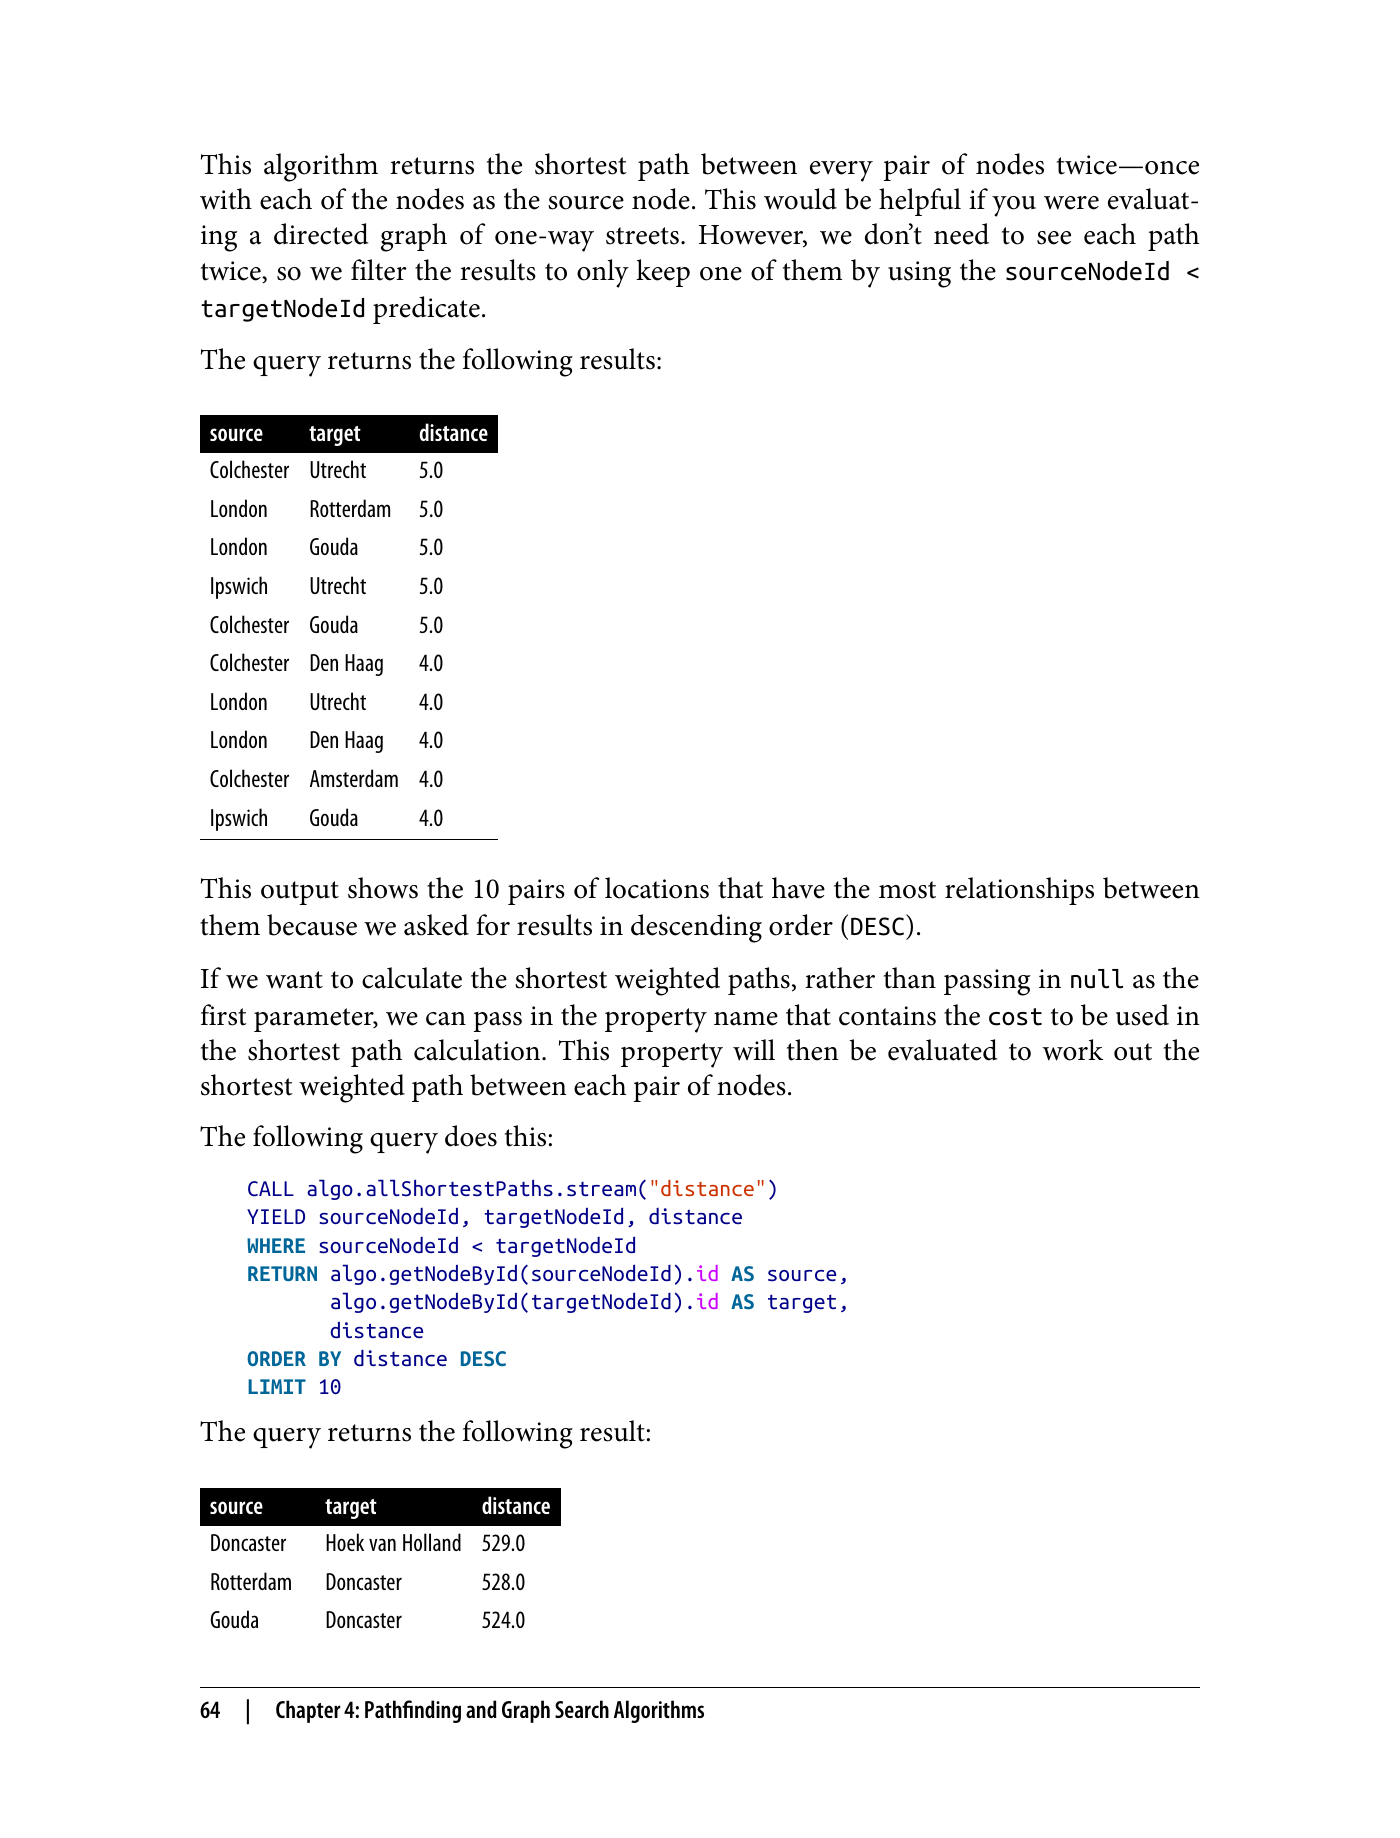 This algorithm returns the shortest path between every pair of nodes twice—once
with each of the nodes as the source node. This would be helpful if you were evaluat-
ing a directed graph of one-way streets. However, we don’t need to see each path
twice, so we filter the results to only keep one of them by using the sourceNodeId <
targetNodeId predicate.
The query returns the following results:
source target distance
Colchester Utrecht 5.0
London Rotterdam 5.0
London Gouda 5.0
Ipswich Utrecht 5.0
Colchester Gouda 5.0
Colchester Den Haag 4.0
London Utrecht 4.0
London Den Haag 4.0
Colchester Amsterdam 4.0
Ipswich Gouda 4.0
This output shows the 10 pairs of locations that have the most relationships between
them because we asked for results in descending order (DESC).
If we want to calculate the shortest weighted paths, rather than passing in null as the
first parameter, we can pass in the property name that contains the cost to be used in
the shortest path calculation. This property will then be evaluated to work out the
shortest weighted path between each pair of nodes.
The following query does this:
CALL algo.allShortestPaths.stream("distance")
YIELD sourceNodeId, targetNodeId, distance
WHERE sourceNodeId < targetNodeId
RETURN algo.getNodeById(sourceNodeId).id AS source,
algo.getNodeById(targetNodeId).id AS target,
distance
ORDER BY distance DESC
LIMIT 10
The query returns the following result:
source target distance
Doncaster Hoek van Holland 529.0
Rotterdam Doncaster 528.0
Gouda Doncaster 524.0
64 | Chapter 4: Pathfinding and Graph Search Algorithms